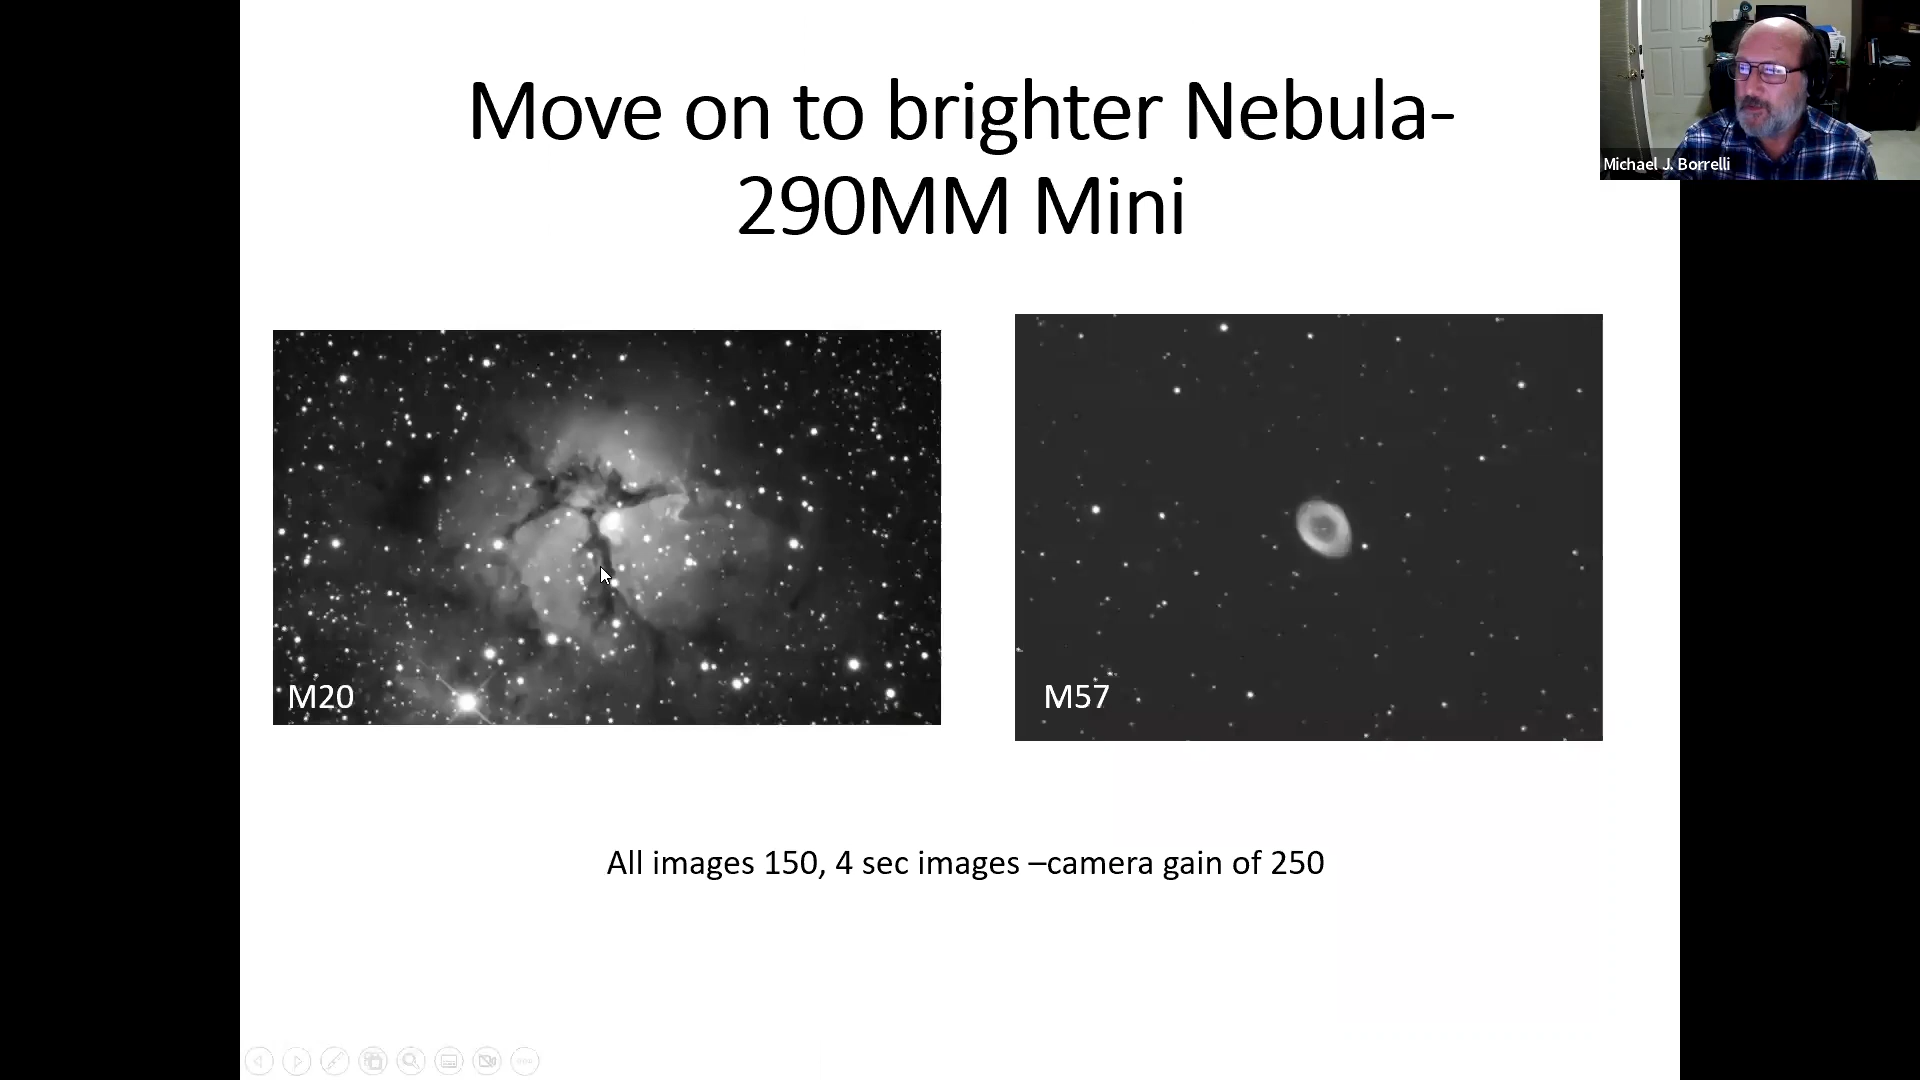 Move on to brighter Nebula-
290MM Mini
Michael J. Borrelli
M20
M57
All images 150, 4 sec images –camera gain of 250